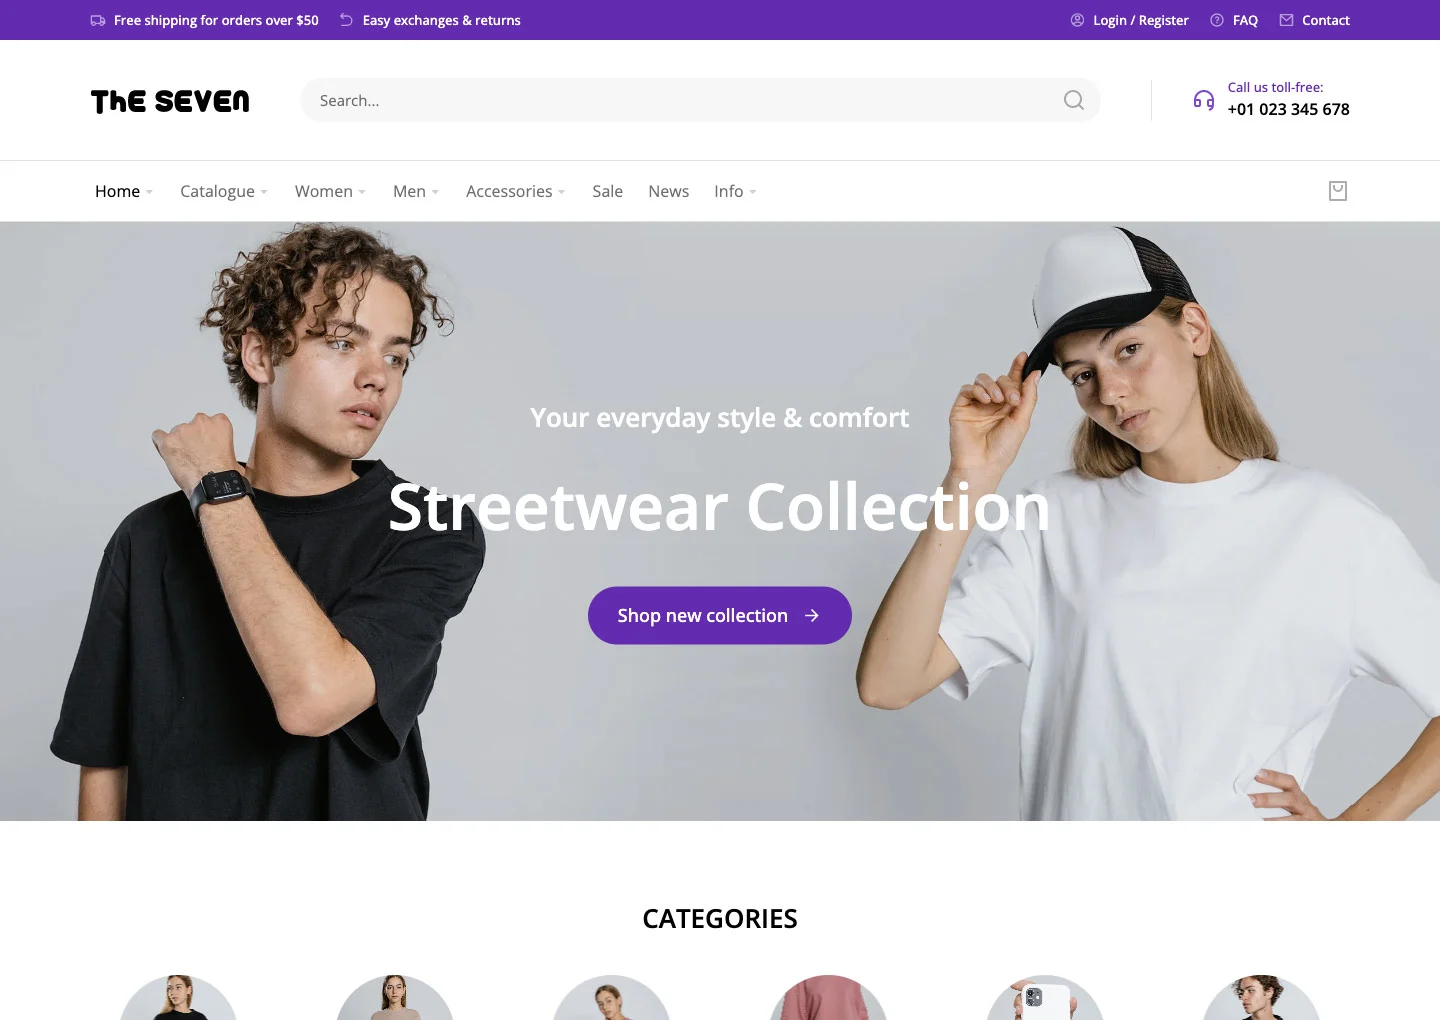 Free shipping for orders over $50
Easy exchanges & returns
Login / Register
FAQ
Contact
THE SEVEN
Search...
Call us toll-free:
+01 023 345 678
Home
Catalogue
Women
Men
Accessories
Sale
News
Info
Your everyday style & comfort
Streetwear Collection
Shop new collection
CATEGORIES